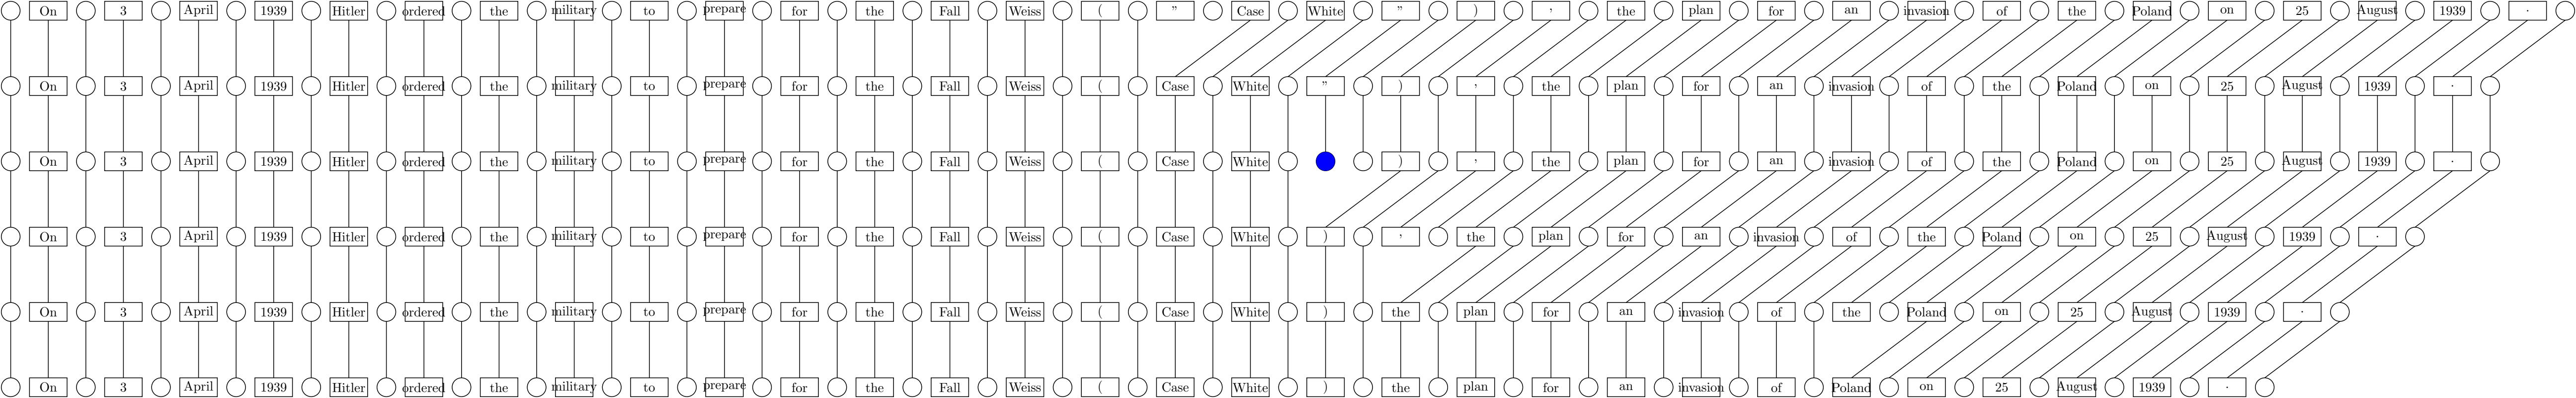 On 3 April 1939 Hitler ordered the military to prepare for the Fall Weiss ( " Case White " ) , the plan for an invasion of the Poland on 25 August 1939 .
On 3 April 1939 Hitler ordered the military to prepare for the Fall Weiss ( Case White " ) , the plan for an invasion of the Poland on 25 August 1939 .
On 3 April 1939 Hitler ordered the military to prepare for the Fall Weiss ( Case White ) , the plan for an invasion of the Poland on 25 August 1939 .
On 3 April 1939 Hitler ordered the military to prepare for the Fall Weiss ( Case White ) , the plan for an invasion of the Poland on 25 August 1939 .
On 3 April 1939 Hitler ordered the military to prepare for the Fall Weiss ( Case White ) the plan for an invasion of the Poland on 25 August 1939 .
On 3 April 1939 Hitler ordered the military to prepare for the Fall Weiss ( Case White ) the plan for an invasion of Poland on 25 August 1939 .